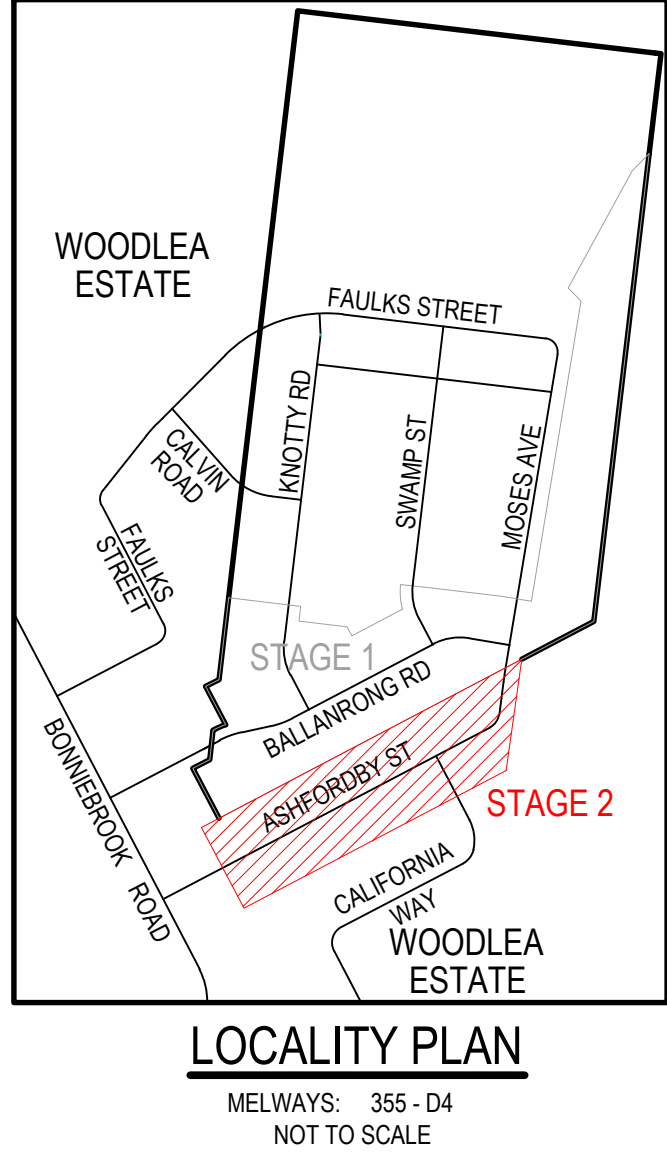 WOODLEA
ESTATE
FAULKS STREET
KNOTTY RD
CALVIN
ROAD
SWAMP ST
MOSES AVE
FAULKS
STREET
STAGE 1
BALLANRONG RD
BONNIEBROOK ROAD
ASHFORDBY ST
STAGE 2
CALIFORNIA
WAY
WOODLEA
ESTATE
LOCALITY PLAN
MELWAYS: 355 - D4
NOT TO SCALE